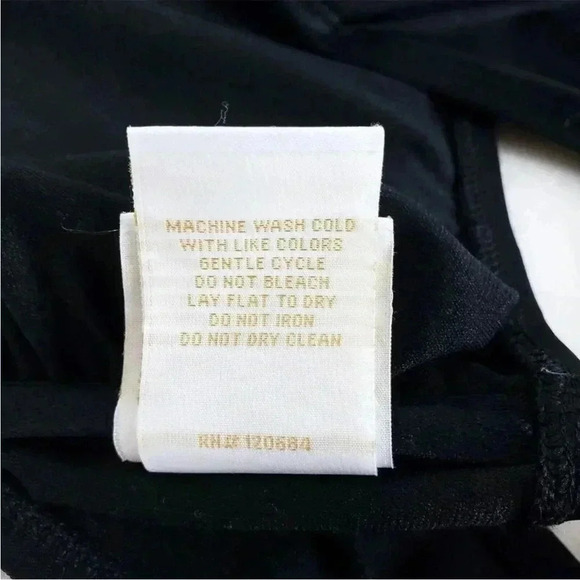 MACHINE WASH COLD
WITH LIKE COLORS
GENTLE CYCLE
DO NOT BLEACH
LAY FLAT TO DRY
DO NOT IRON
DO NOT DRY CLEAN
RN# 120684